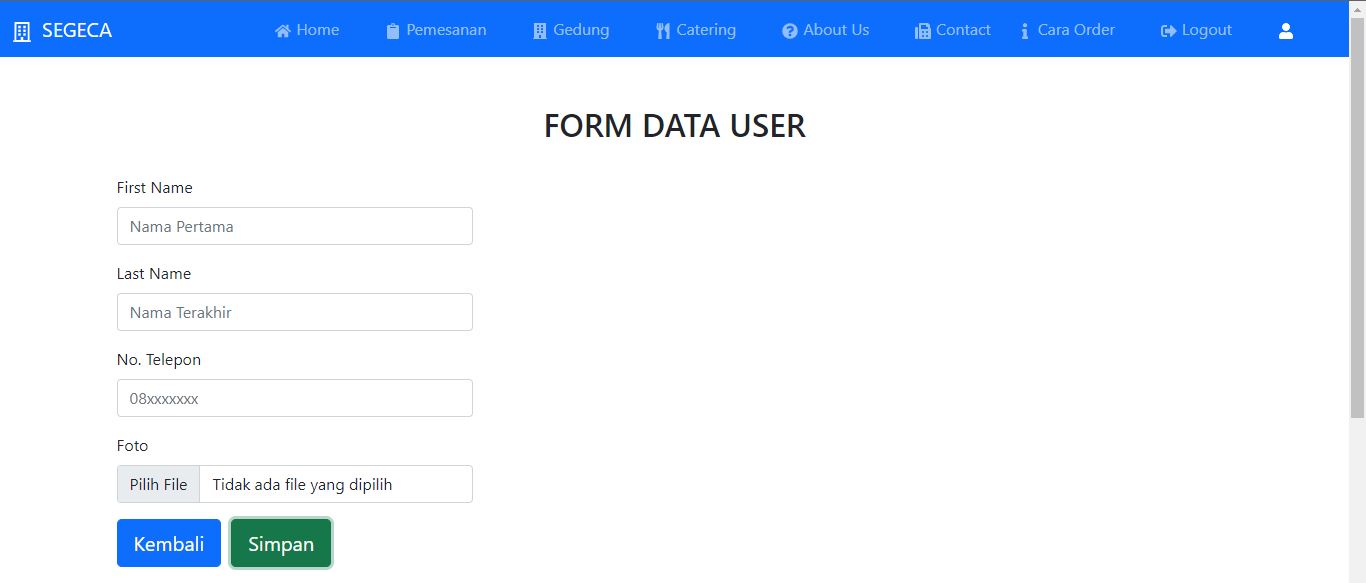 SEGECA Home Pemesanan Gedung Catering About Us Contact Cara Order Logout
FORM DATA USER
First Name
Nama Pertama
Last Name
Nama Terakhir
No. Telepon
08xxxxxxx
Foto
Pilih File Tidak ada file yang dipilih
Kembali Simpan